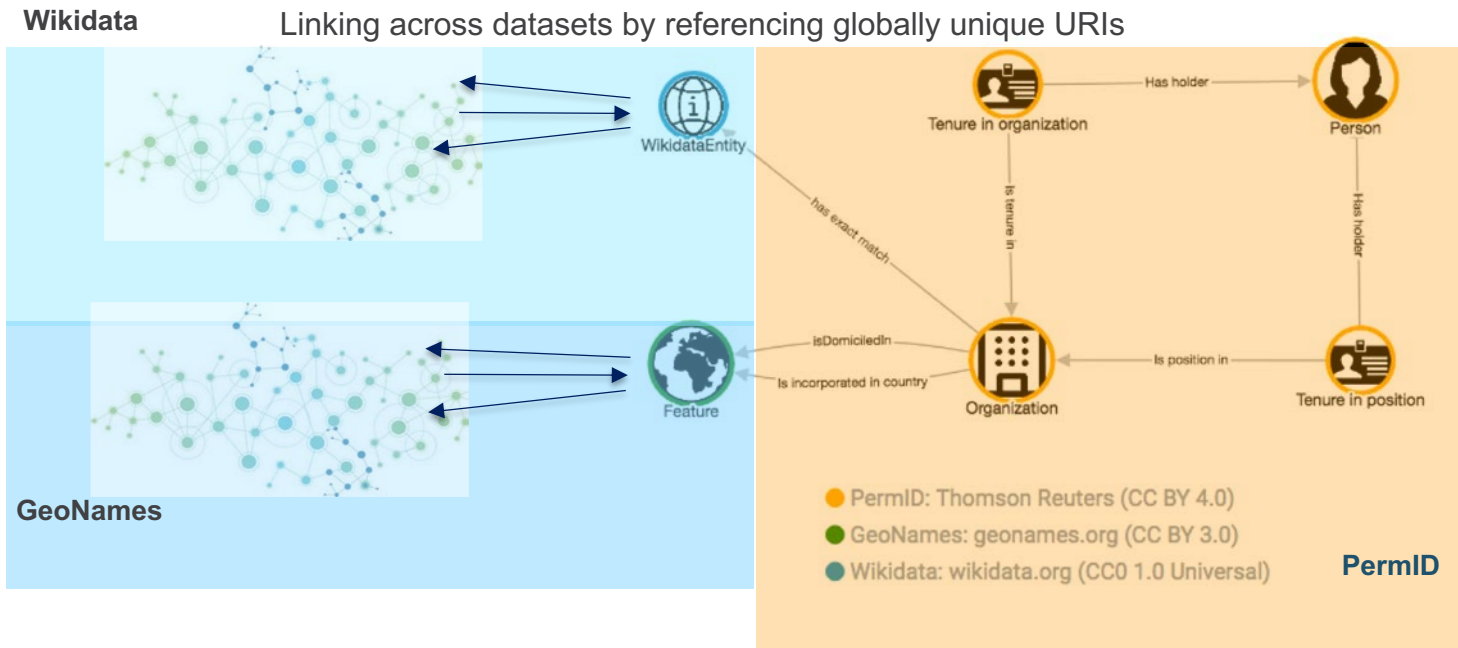 Wikidata
Linking across datasets by referencing globally unique URIs
Has holder
Tenure in organization
Person
WikidataEntity
Is tenure in
Has holder
has exact match
isDomiciledIn
Is position in
Is incorporated in country
Feature
Organization
Tenure in position
GeoNames
PermID: Thomson Reuters (CC BY 4.0)
GeoNames: geonames.org (CC BY 3.0)
Wikidata: wikidata.org (CC0 1.0 Universal)
PermID